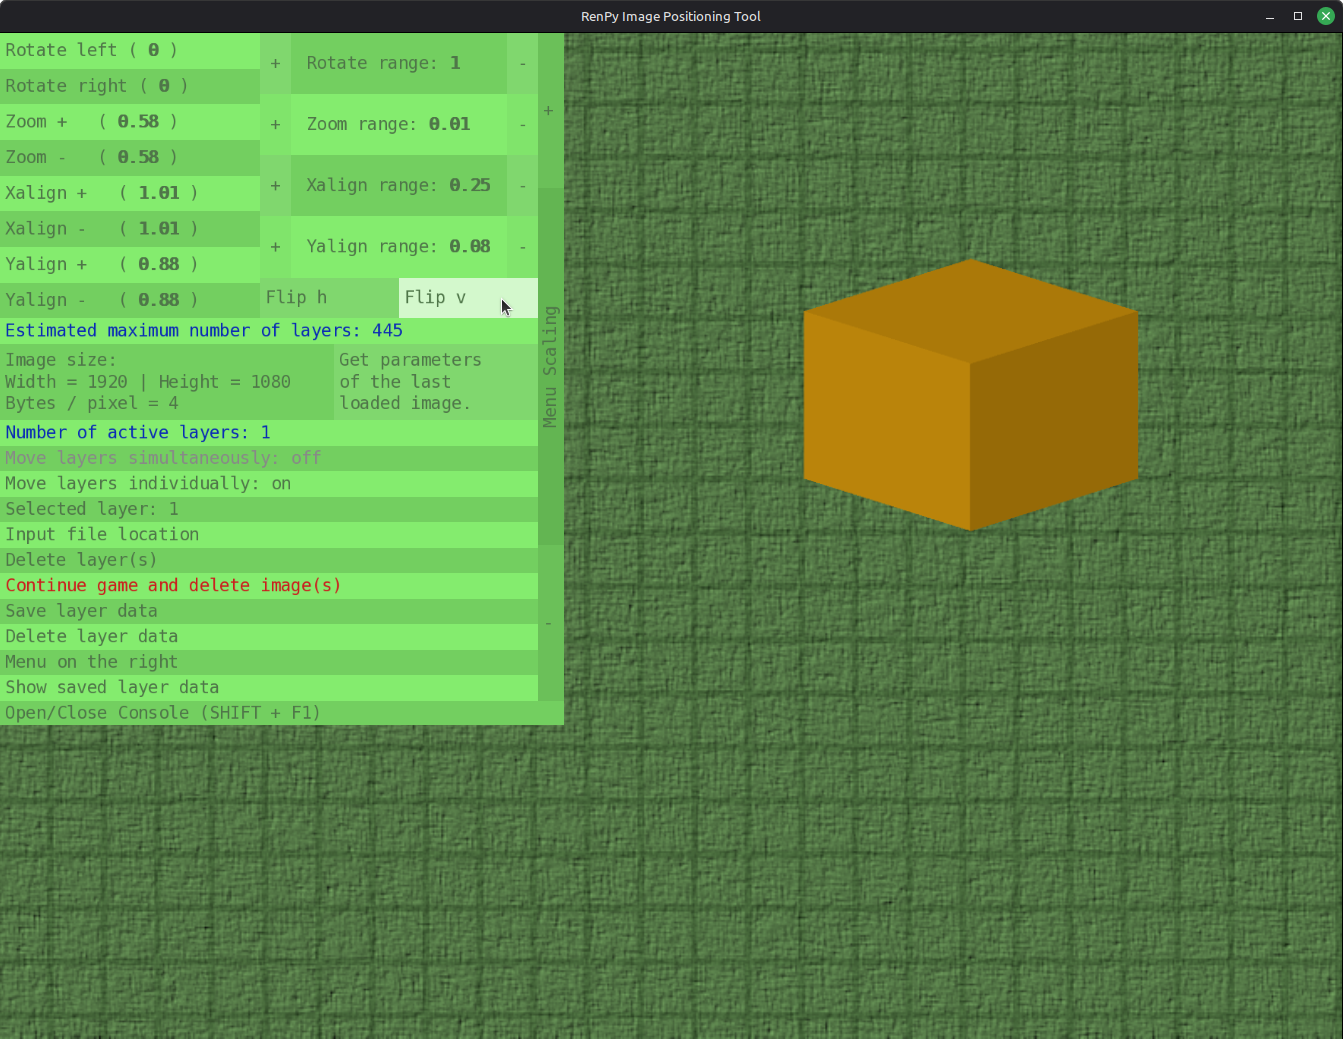 RenPy Image Positioning Tool
Rotate left ( 0 )
Rotate right ( 0 )
Zoom + ( 0.58 )
Zoom - ( 0.58 )
Xalign + ( 1.01 )
Xalign - ( 1.01 )
Yalign + ( 0.88 )
Yalign - ( 0.88 )
+ Rotate range: 1 -
+ Zoom range: 0.01 -
+ Xalign range: 0.25 -
+ Yalign range: 0.08 -
Flip h Flip v
+
Menu Scaling
-
Estimated maximum number of layers: 445
Image size:
Width = 1920 | Height = 1080
Bytes / pixel = 4
Get parameters
of the last
loaded image.
Number of active layers: 1
Move layers simultaneously: off
Move layers individually: on
Selected layer: 1
Input file location
Delete layer(s)
Continue game and delete image(s)
Save layer data
Delete layer data
Menu on the right
Show saved layer data
Open/Close Console (SHIFT + F1)